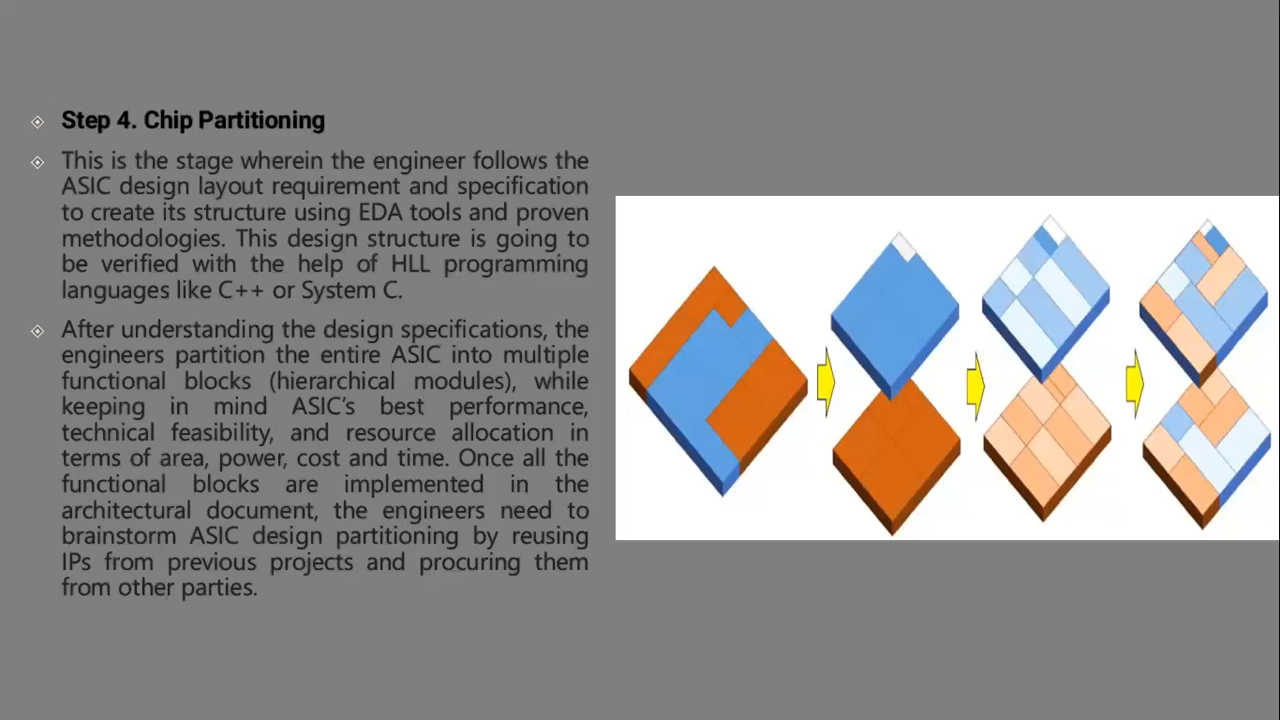 Step 4. Chip Partitioning
This is the stage wherein the engineer follows the
ASIC design layout requirement and specification
to create its structure using EDA tools and proven
methodologies. This design structure is going to
be verified with the help of HLL programming
languages like C++ or System C.
After understanding the design specifications, the
engineers partition the entire ASIC into multiple
functional blocks (hierarchical modules), while
keeping in mind ASIC’s best performance,
technical feasibility, and resource allocation in
terms of area, power, cost and time. Once all the
functional blocks are implemented in the
architectural document, the engineers need to
brainstorm ASIC design partitioning by reusing
IPs from previous projects and procuring them
from other parties.